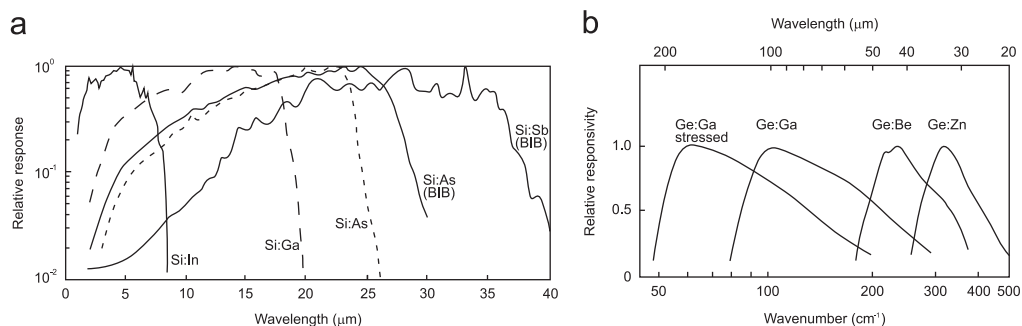 a
Relative response
10⁰
10⁻¹
10⁻²
Si:In
Si:Ga
Si:As
Si:As
(BIB)
Si:Sb
(BIB)
0 5 10 15 20 25 30 35 40
Wavelength (μm)
b
Wavelength (μm)
200 100 50 40 30 20
Relative responsivity
1.0
0.5
0
Ge:Ga
stressed
Ge:Ga
Ge:Be
Ge:Zn
50 100 200 300 400 500
Wavenumber (cm⁻¹)